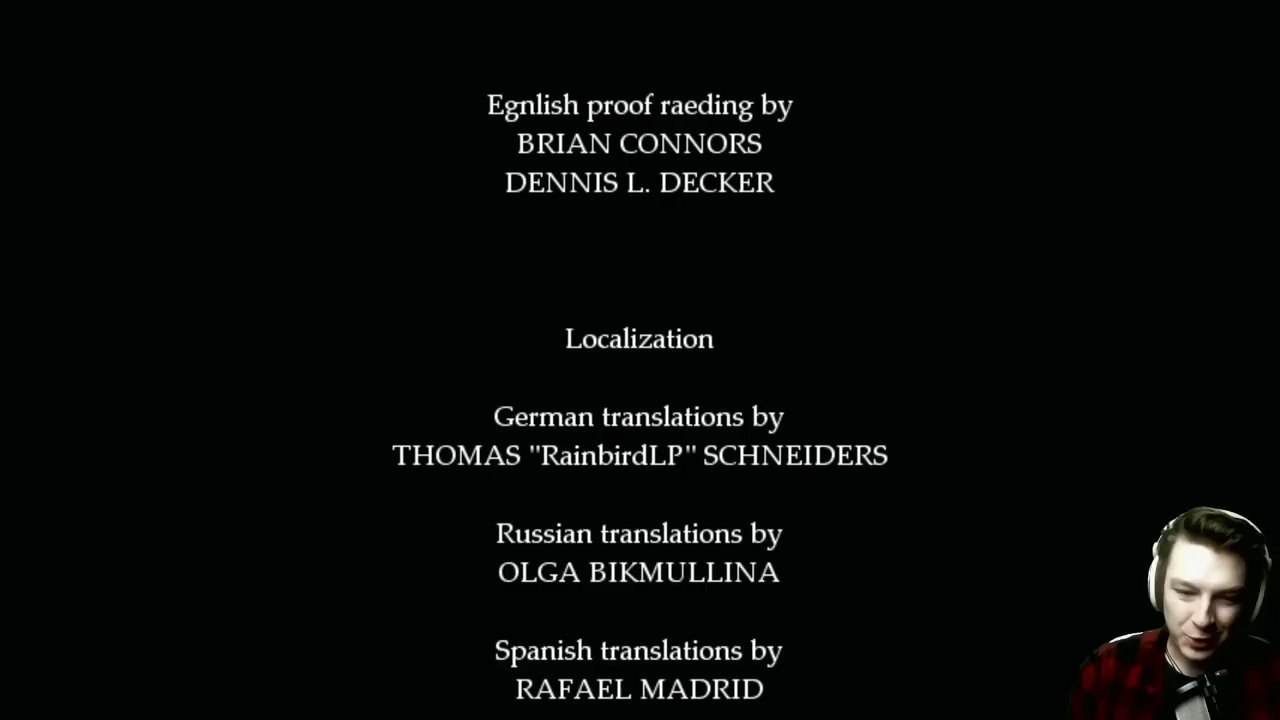 Egnlish proof raeding by
BRIAN CONNORS
DENNIS L. DECKER
Localization
German translations by
THOMAS "RainbirdLP" SCHNEIDERS
Russian translations by
OLGA BIKMULLINA
Spanish translations by
RAFAEL MADRID